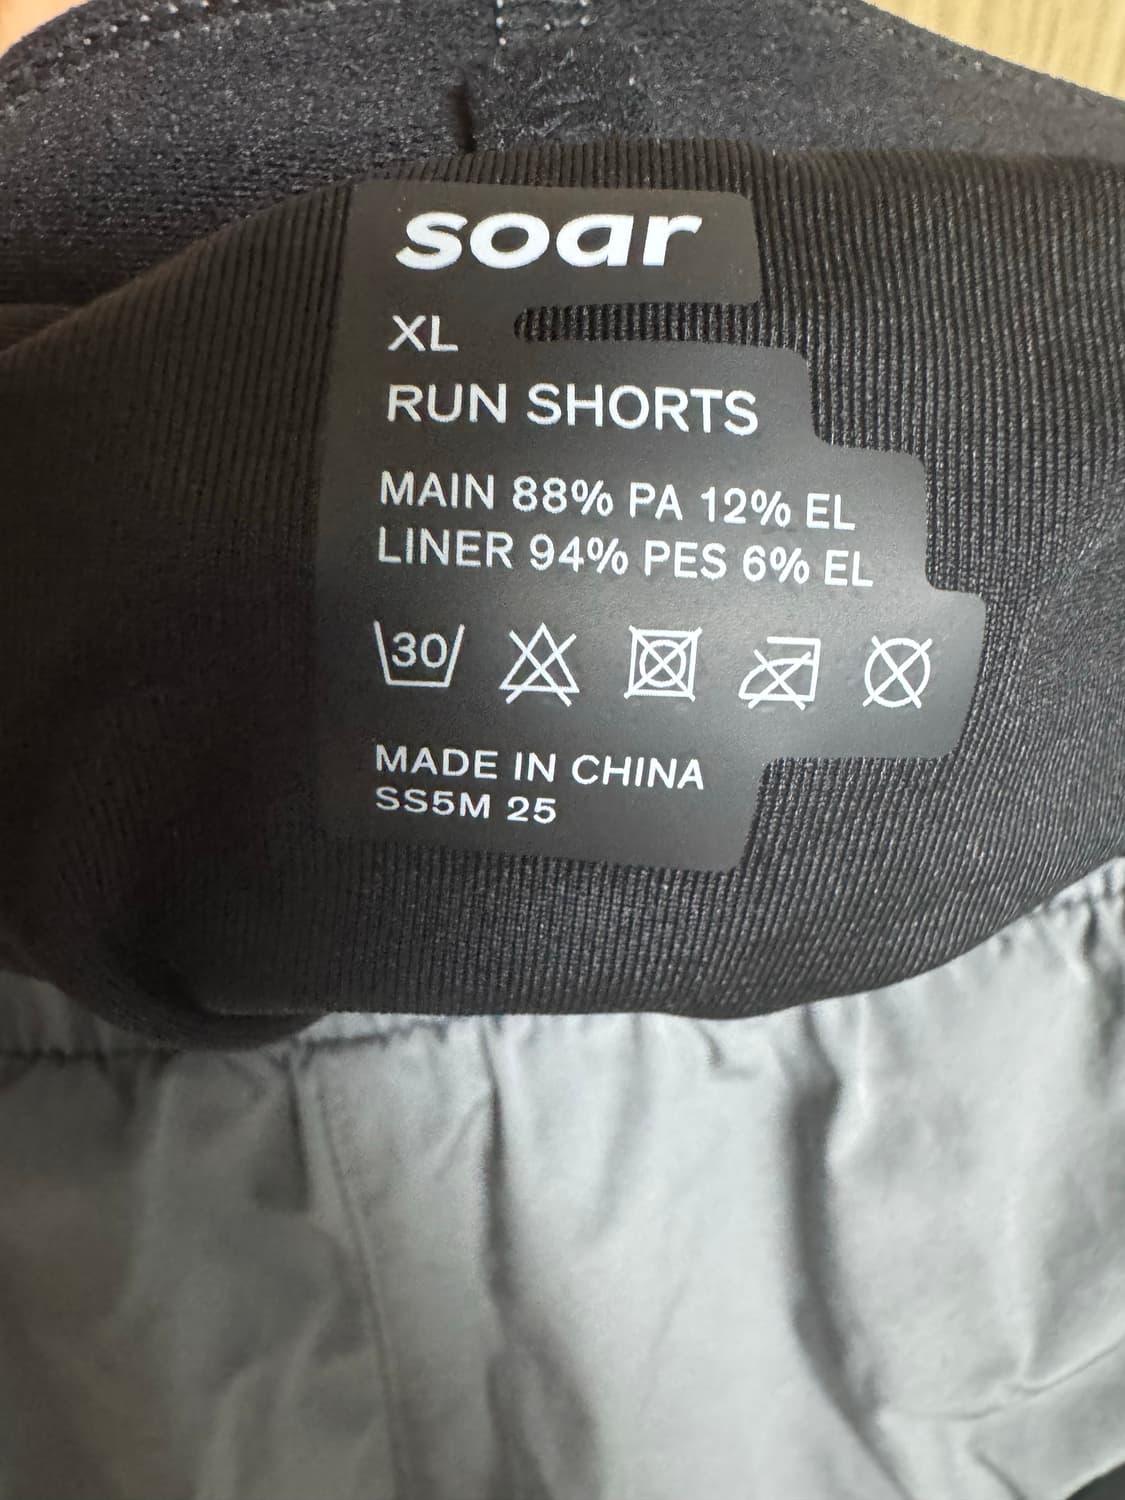 soar
XL
RUN SHORTS
MAIN 88% PA 12% EL
LINER 94% PES 6% EL
30
MADE IN CHINA
SS5M 25